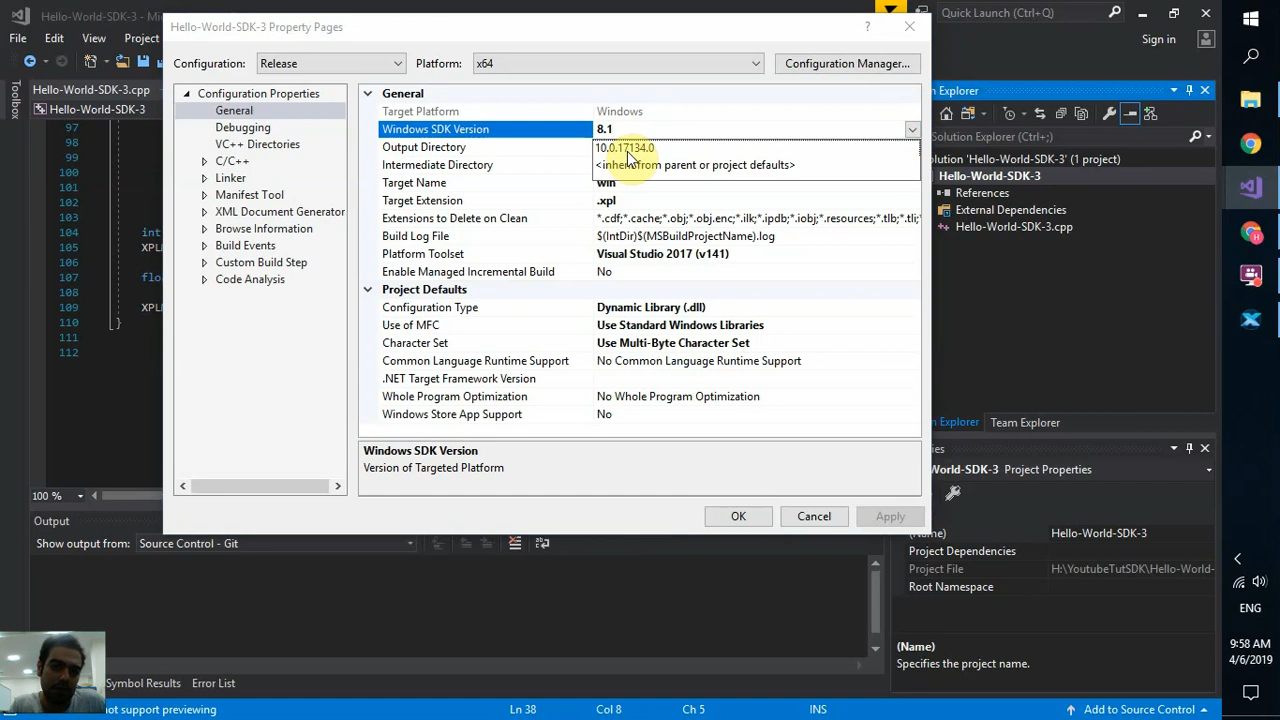 Hello-World-SDK-3 Property Pages
?
Quick Launch (Ctrl+Q)
File Edit View Project
Sign in
Configuration: Release Platform: x64 Configuration Manager...
Toolbox
Hello-World-SDK-3.cpp
Hello-World-SDK-3
97
104 int
105 XPL
106
107 flo
108
109 XPL
110 }
111
112
100 %
Configuration Properties
General
Debugging
VC++ Directories
C/C++
Linker
Manifest Tool
XML Document Generator
Browse Information
Build Events
Custom Build Step
Code Analysis
General
Target Platform Windows
Windows SDK Version 8.1
Output Directory 10.0.17134.0
Intermediate Directory <inherit from parent or project defaults>
Target Name win
Target Extension .xpl
Extensions to Delete on Clean *.cdf;*.cache;*.obj;*.obj.enc;*.ilk;*.ipdb;*.iobj;*.resources;*.tlb;*.tli;*
Build Log File $(IntDir)$(MSBuildProjectName).log
Platform Toolset Visual Studio 2017 (v141)
Enable Managed Incremental Build No
Project Defaults
Configuration Type Dynamic Library (.dll)
Use of MFC Use Standard Windows Libraries
Character Set Use Multi-Byte Character Set
Common Language Runtime Support No Common Language Runtime Support
.NET Target Framework Version
Whole Program Optimization No Whole Program Optimization
Windows Store App Support No
Windows SDK Version
Version of Targeted Platform
OK Cancel Apply
on Explorer
Solution Explorer (Ctrl+;)
olution 'Hello-World-SDK-3' (1 project)
Hello-World-SDK-3
References
External Dependencies
Hello-World-SDK-3.cpp
Explorer Team Explorer
ies
World-SDK-3 Project Properties
(Name) Hello-World-SDK-3
Project Dependencies
Project File H:\YoutubeTutSDK\Hello-World-
Root Namespace
(Name)
Specifies the project name.
Output
Show output from: Source Control - Git
Symbol Results Error List
not support previewing Ln 38 Col 8 Ch 5 INS Add to Source Control
ENG
9:58 AM
4/6/2019